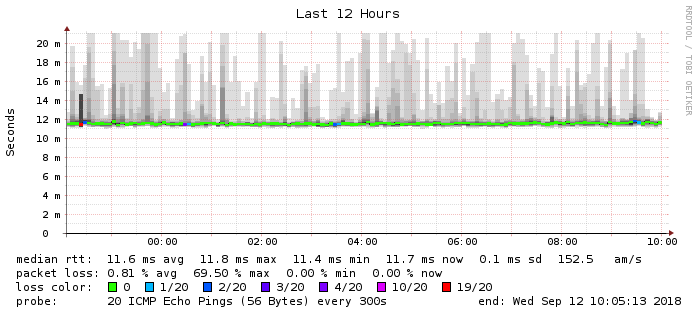 Last 12 Hours
RRDTOOL / TOBI OETIKER
Seconds
20 m
18 m
16 m
14 m
12 m
10 m
8 m
6 m
4 m
2 m
0
00:00 02:00 04:00 06:00 08:00 10:00
median rtt: 11.6 ms avg 11.8 ms max 11.4 ms min 11.7 ms now 0.1 ms sd 152.5 am/s
packet loss: 0.81 % avg 69.50 % max 0.00 % min 0.00 % now
loss color: 0 1/20 2/20 3/20 4/20 10/20 19/20
probe: 20 ICMP Echo Pings (56 Bytes) every 300s end: Wed Sep 12 10:05:13 2018